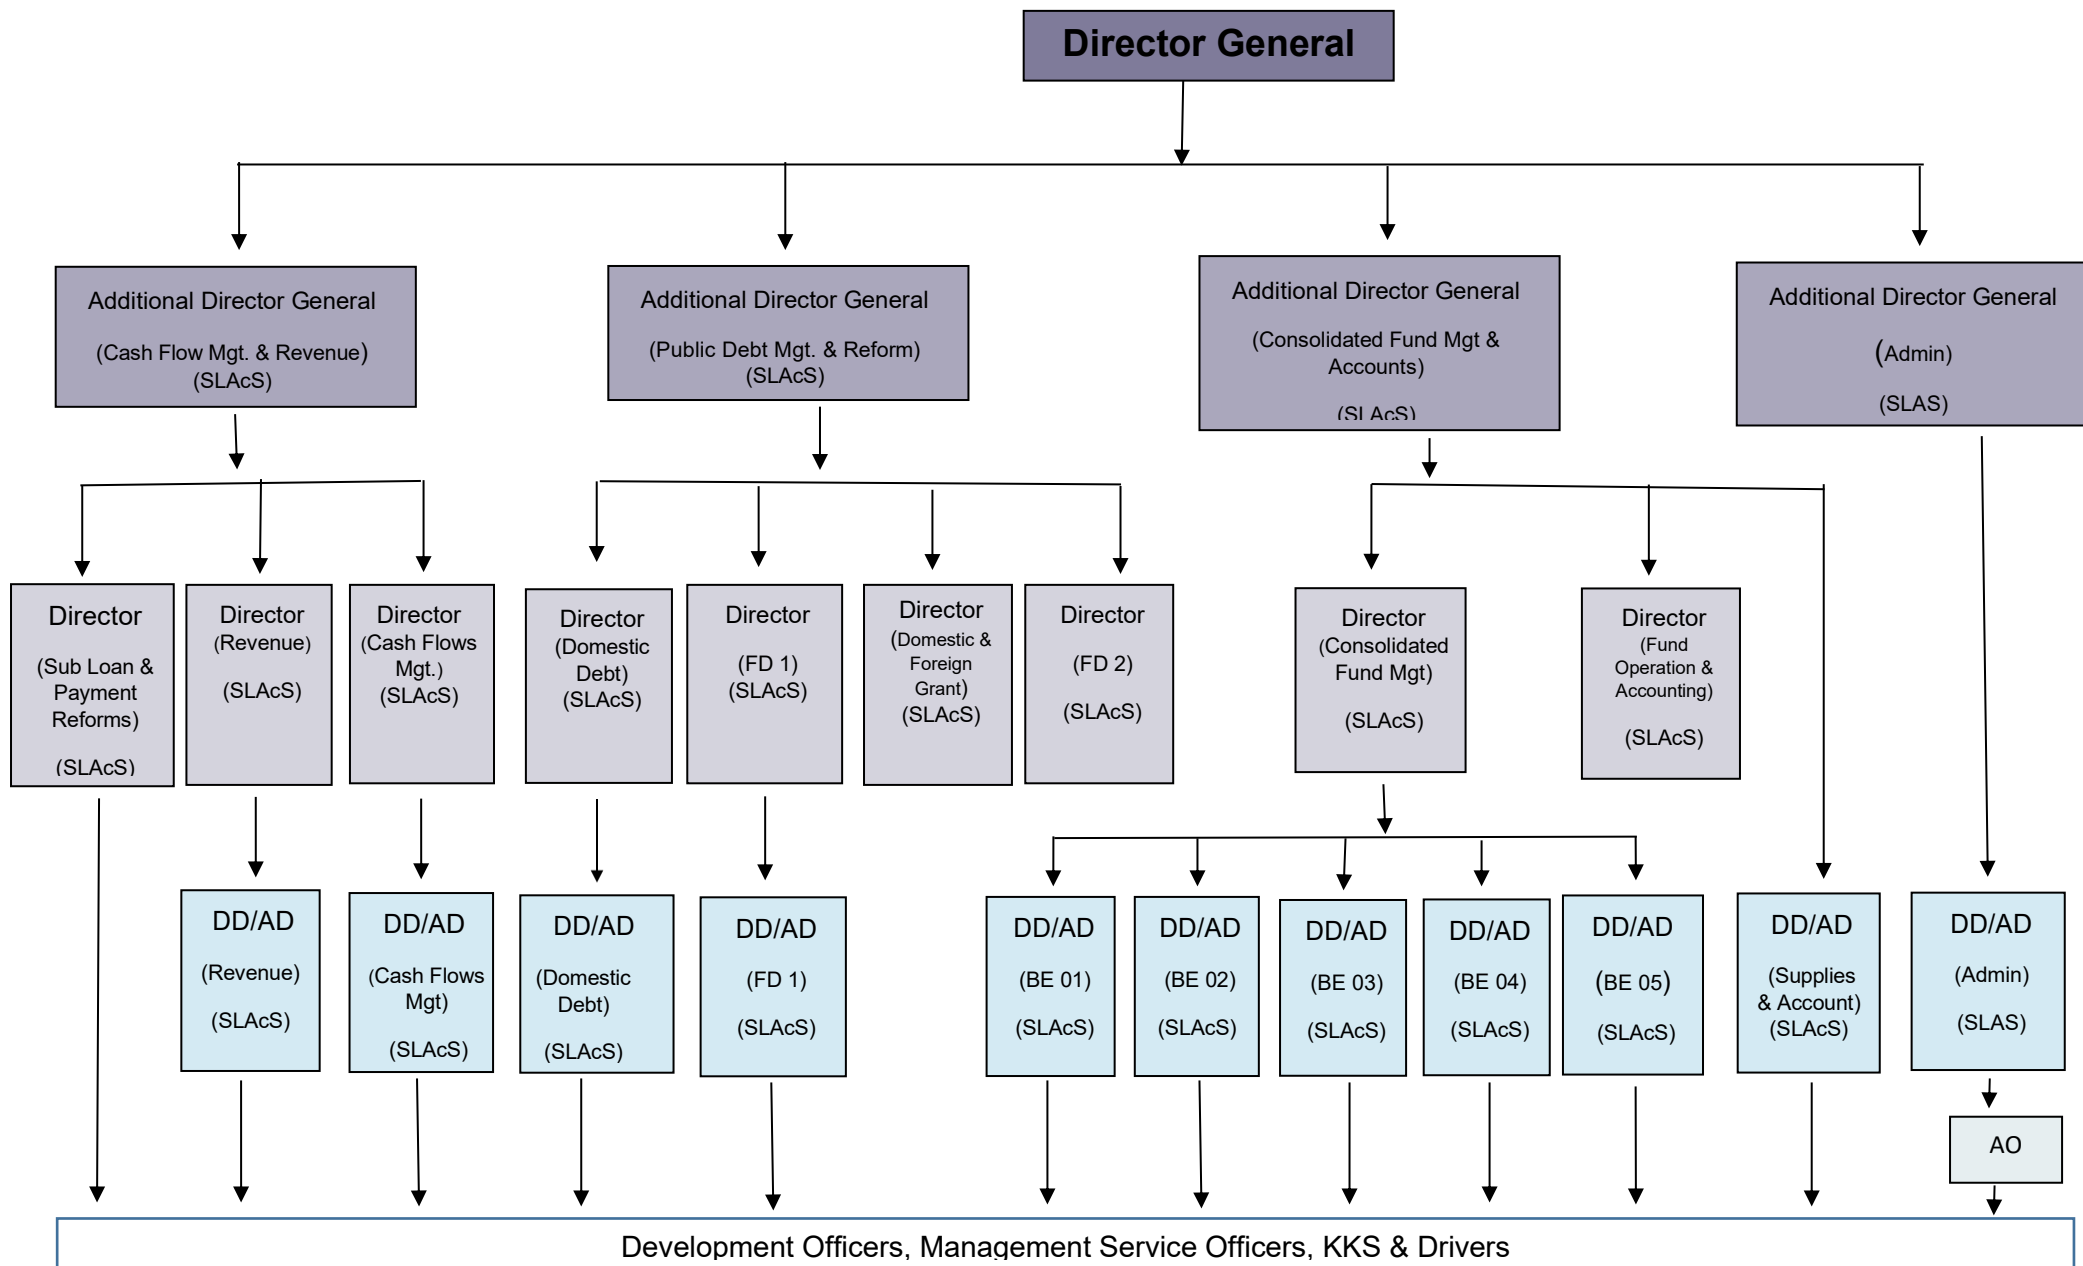 Director General
Additional Director General
(Cash Flow Mgt. & Revenue)
(SLAcS)
Additional Director General
(Public Debt Mgt. & Reform)
(SLAcS)
Additional Director General
(Consolidated Fund Mgt &
Accounts)
(SLAcS)
Additional Director General
(Admin)
(SLAS)
Director
(Sub Loan &
Payment
Reforms)
(SLAcS)
Director
(Revenue)
(SLAcS)
Director
(Cash Flows
Mgt.)
(SLAcS)
Director
(Domestic
Debt)
(SLAcS)
Director
(FD 1)
(SLAcS)
Director
(Domestic &
Foreign
Grant)
(SLAcS)
Director
(FD 2)
(SLAcS)
Director
(Consolidated
Fund Mgt)
(SLAcS)
Director
(Fund
Operation &
Accounting)
(SLAcS)
DD/AD
(Revenue)
(SLAcS)
DD/AD
(Cash Flows
Mgt)
(SLAcS)
DD/AD
(Domestic
Debt)
(SLAcS)
DD/AD
(FD 1)
(SLAcS)
DD/AD
(BE 01)
(SLAcS)
DD/AD
(BE 02)
(SLAcS)
DD/AD
(BE 03)
(SLAcS)
DD/AD
(BE 04)
(SLAcS)
DD/AD
(BE 05)
(SLAcS)
DD/AD
(Supplies
& Account)
(SLAcS)
DD/AD
(Admin)
(SLAS)
AO
Development Officers, Management Service Officers, KKS & Drivers